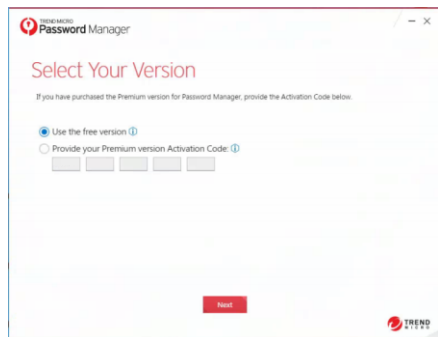 TREND MICRO
Password Manager
Select Your Version
If you have purchased the Premium version for Password Manager, provide the Activation Code below.
Use the free version
Provide your Premium version Activation Code:
Next
TREND
MICRO